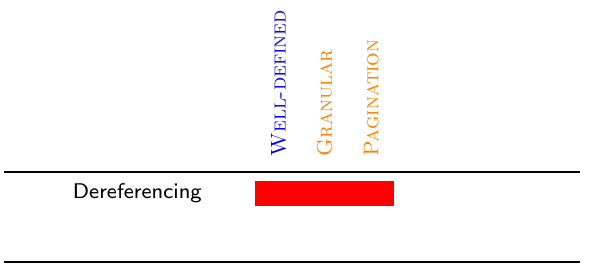 Well-defined
Granular
Pagination
Dereferencing